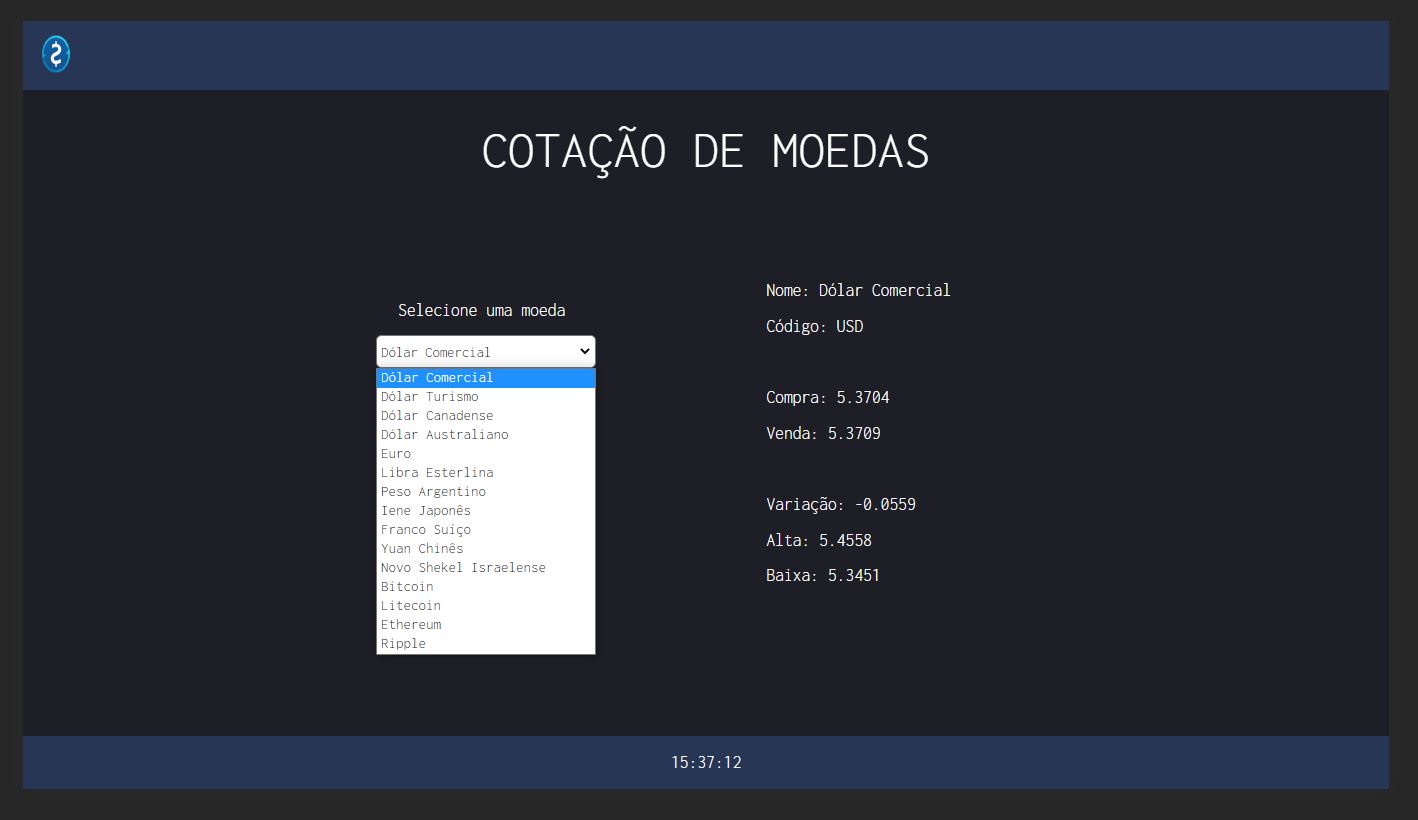 COTAÇÃO DE MOEDAS
Selecione uma moeda
Dólar Comercial
Dólar Comercial
Dólar Turismo
Dólar Canadense
Dólar Australiano
Euro
Libra Esterlina
Peso Argentino
Iene Japonês
Franco Suíço
Yuan Chinês
Novo Shekel Israelense
Bitcoin
Litecoin
Ethereum
Ripple
Nome: Dólar Comercial
Código: USD
Compra: 5.3704
Venda: 5.3709
Variação: -0.0559
Alta: 5.4558
Baixa: 5.3451
15:37:12